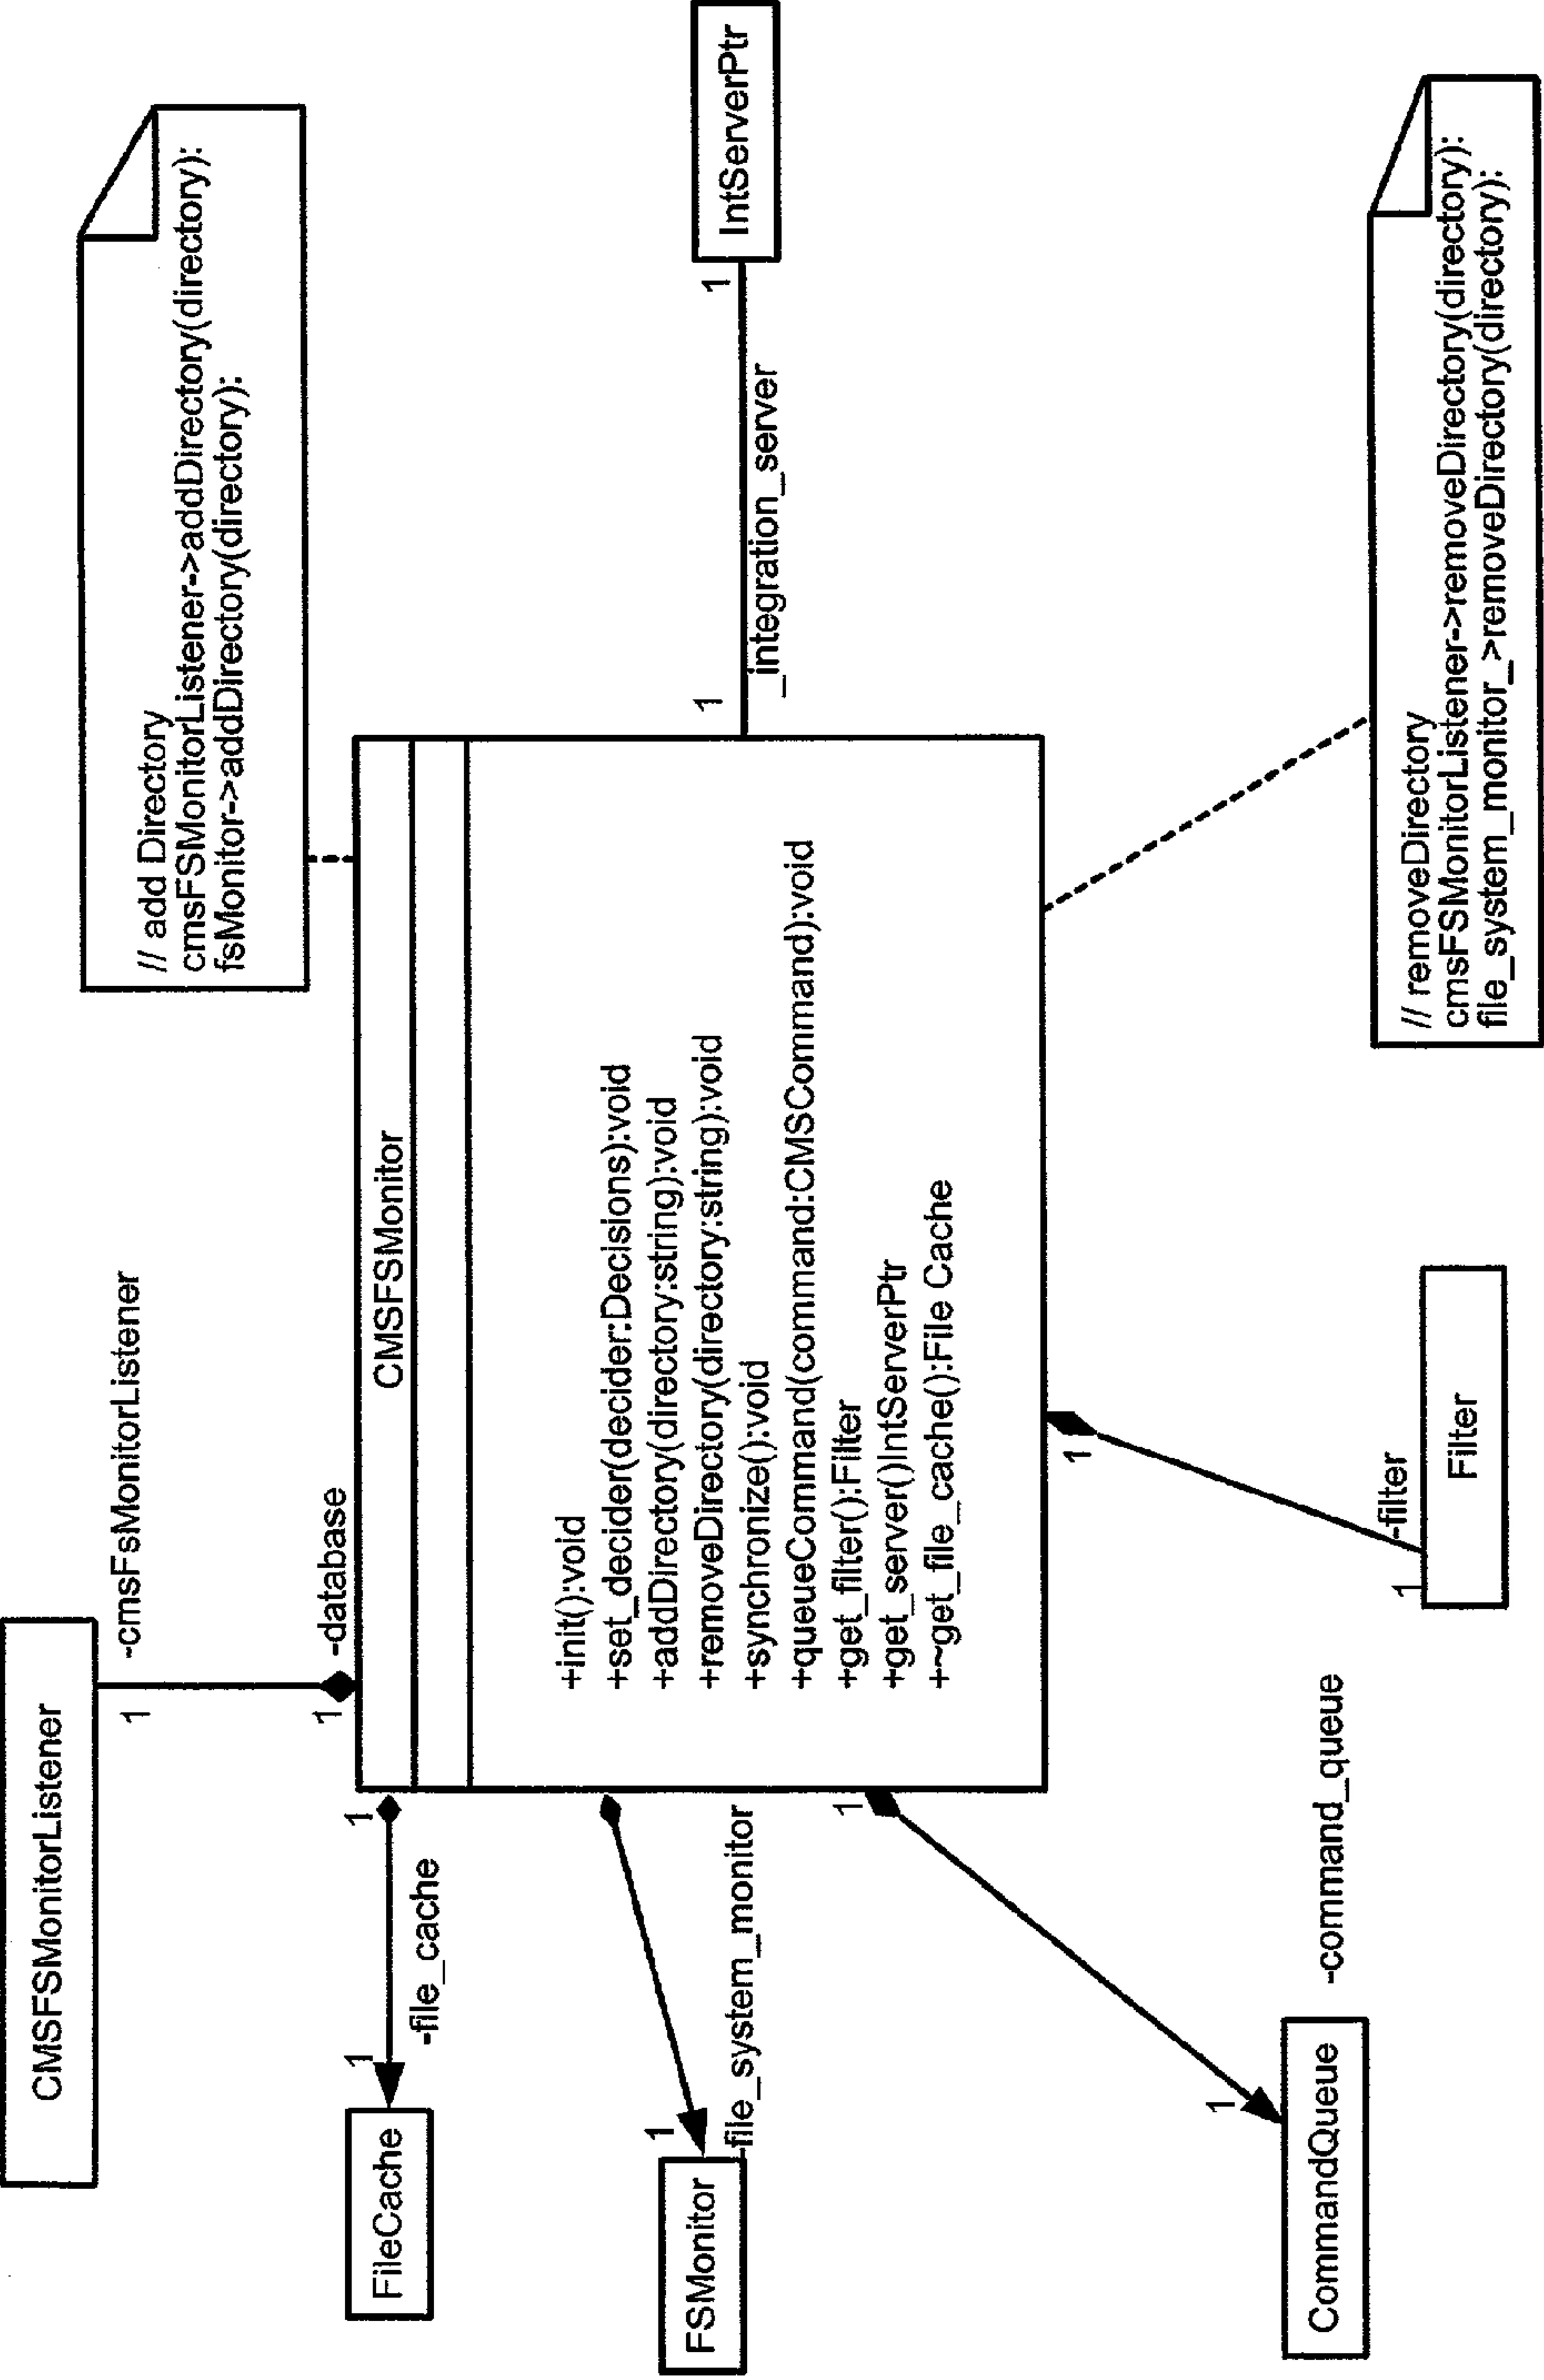 CMSFSMonitorListener
1
-cmsFsMonitorListener
1
-database
// add Directory
cmsFSMonitorListener->addDirectory(directory):
fsMonitor->addDirectory(directory):
FileCache
1
-file_cache
1
CMSFSMonitor
+init():void
+set_decider(decider:Decisions):void
+addDirectory(directory:string):void
+removeDirectory(directory:string):void
+synchronize():void
+queueCommand(command:CMSCommand):void
+get_filter():Filter
+get_server()IntServerPtr
+~get_file_cache():File Cache
1
_integration_server
1
IntServerPtr
FSMonitor
1
-file_system_monitor
1
CommandQueue
1
-command_queue
1
-filter
1
Filter
// removeDirectory
cmsFSMonitorListener->removeDirectory(directory):
file_system_monitor_>removeDirectory(directory):